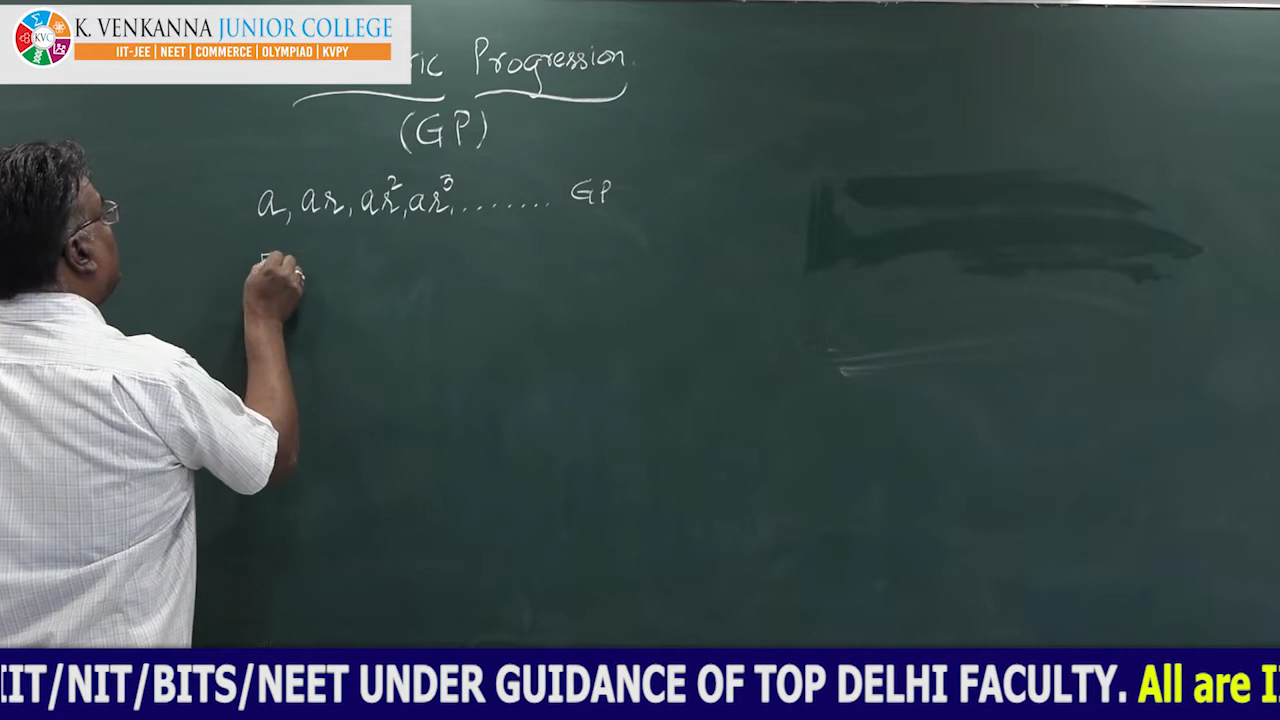 K. VENKANNA JUNIOR COLLEGE
KVC
IIT-JEE | NEET | COMMERCE | OLYMPIAD | KVPY
ric Progression
(GP)
a, ar, ar², ar³, ........ GP
IIT/NIT/BITS/NEET UNDER GUIDANCE OF TOP DELHI FACULTY. All are I